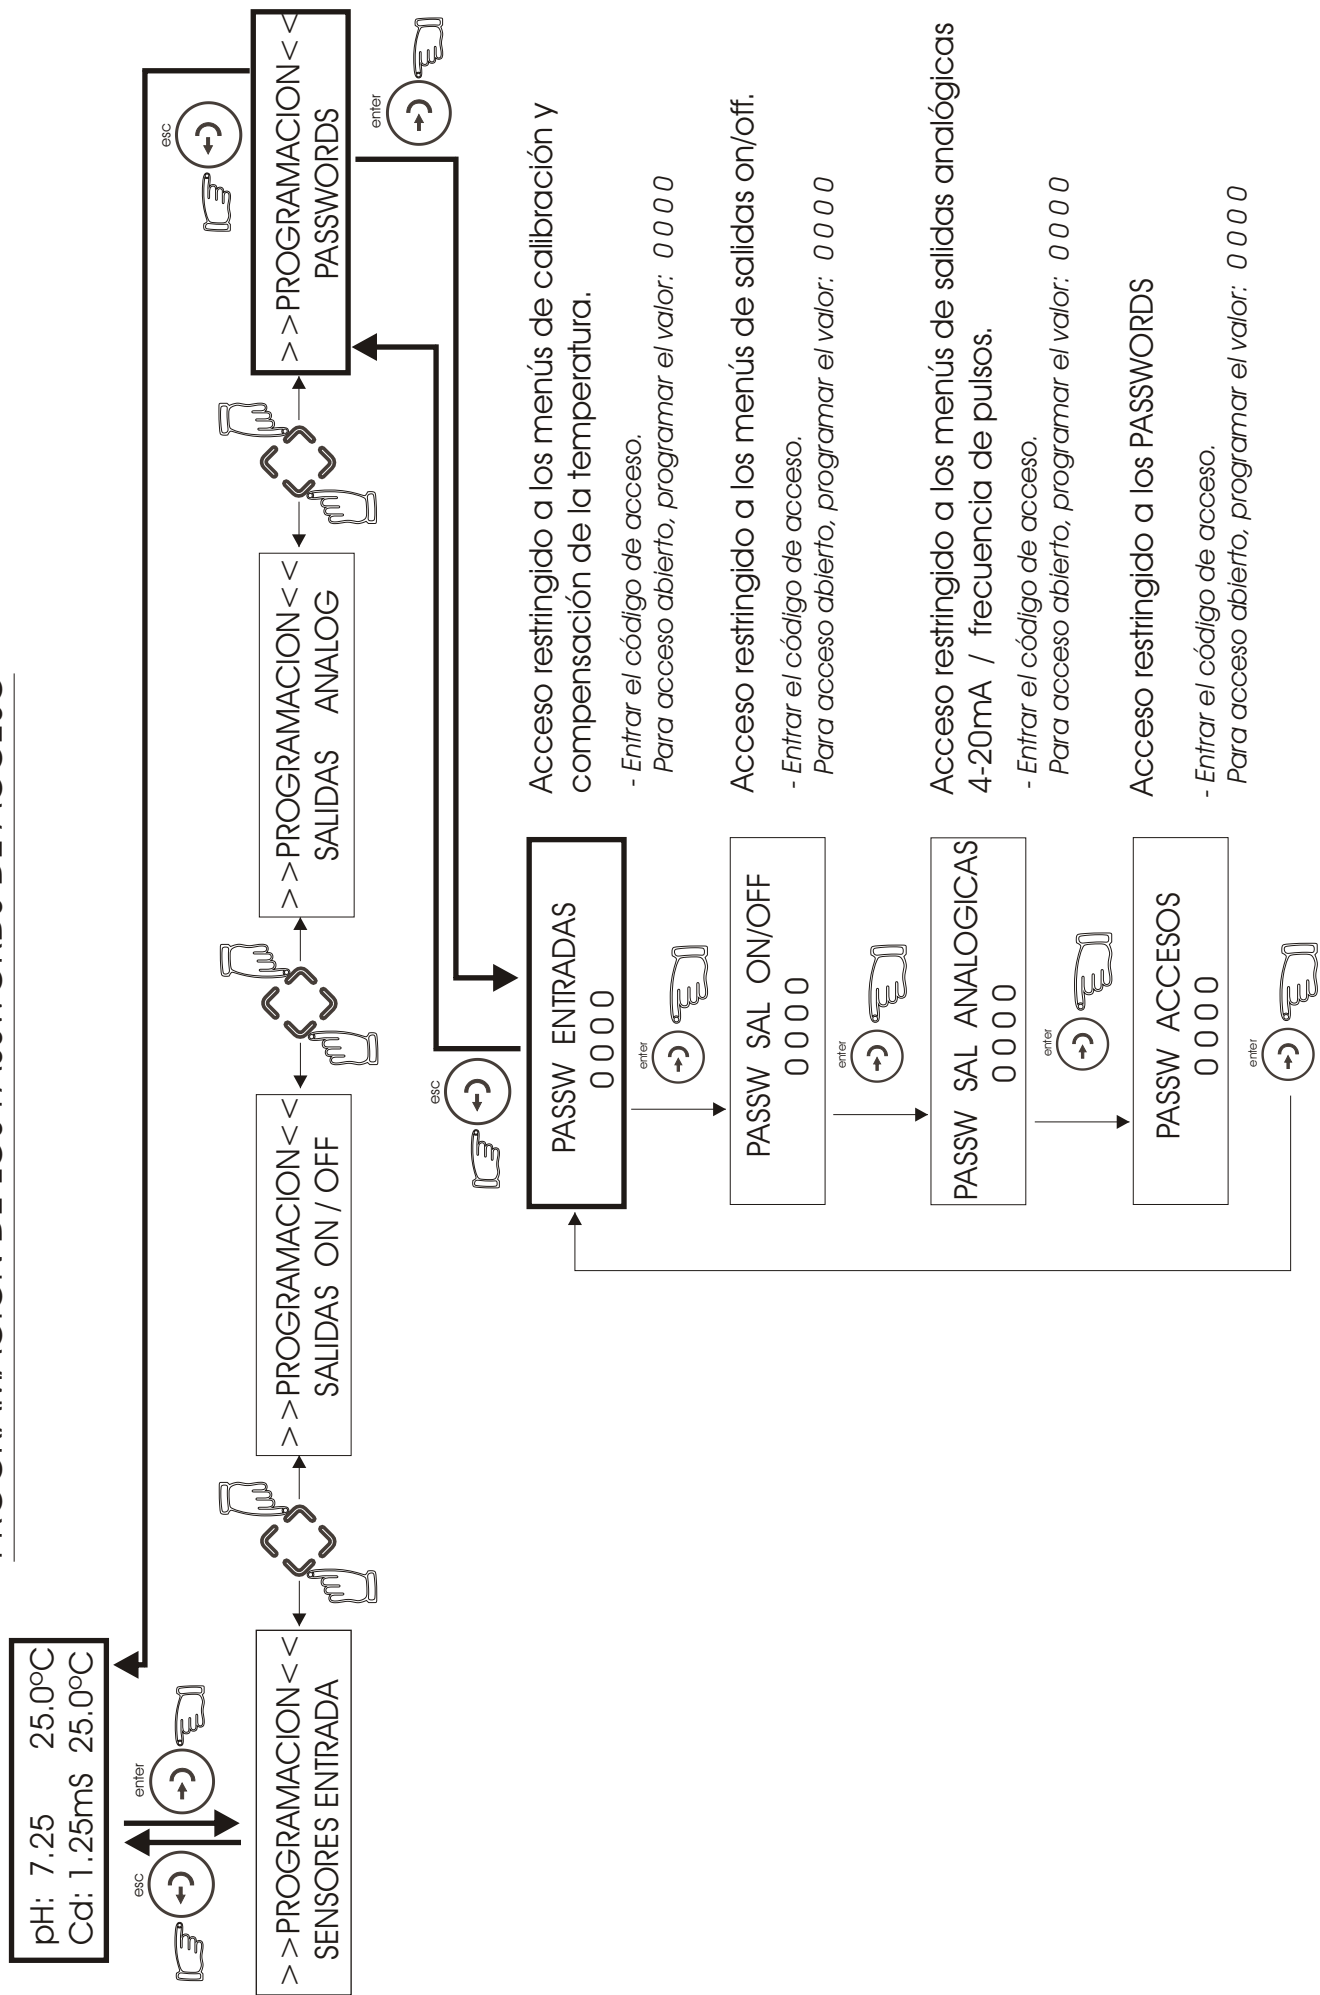 pH: 7.25 25.0ºC
Cd: 1.25mS 25.0ºC
esc
enter
>>PROGRAMACION<<
SENSORES ENTRADA
>>PROGRAMACION<<
SALIDAS ON / OFF
>>PROGRAMACION<<
SALIDAS ANALOG
>>PROGRAMACION<<
PASSWORDS
esc
enter
esc
PASSW ENTRADAS
0 0 0 0
Acceso restringido a los menús de calibración y
compensación de la temperatura.
- Entrar el código de acceso.
Para acceso abierto, programar el valor: 0 0 0 0
enter
PASSW SAL ON/OFF
0 0 0 0
Acceso restringido a los menús de salidas on/off.
- Entrar el código de acceso.
Para acceso abierto, programar el valor: 0 0 0 0
enter
PASSW SAL ANALOGICAS
0 0 0 0
Acceso restringido a los menús de salidas analógicas
4-20mA / frecuencia de pulsos.
- Entrar el código de acceso.
Para acceso abierto, programar el valor: 0 0 0 0
enter
PASSW ACCESOS
0 0 0 0
Acceso restringido a los PASSWORDS
- Entrar el código de acceso.
Para acceso abierto, programar el valor: 0 0 0 0
enter